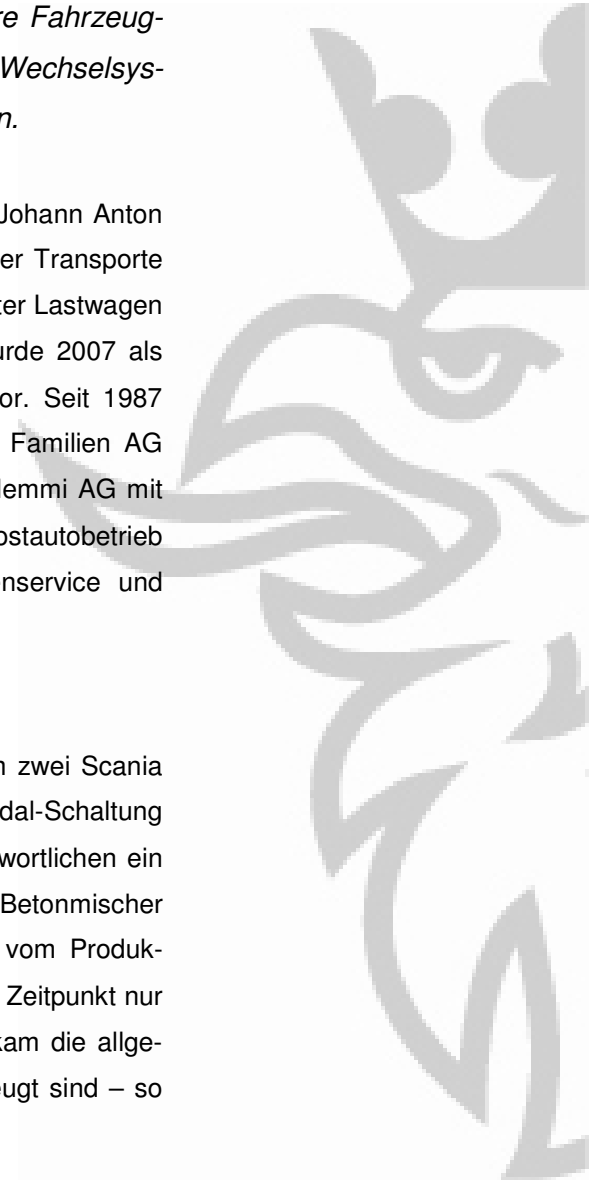 re Fahrzeug-
Wechselsys-
n.
Johann Anton
er Transporte
ter Lastwagen
urde 2007 als
or. Seit 1987
Familien AG
lemmi AG mit
ostautobetrieb
enservice und
n zwei Scania
dal-Schaltung
wortlichen ein
Betonmischer
vom Produk-
Zeitpunkt nur
kam die allge-
eugt sind – so